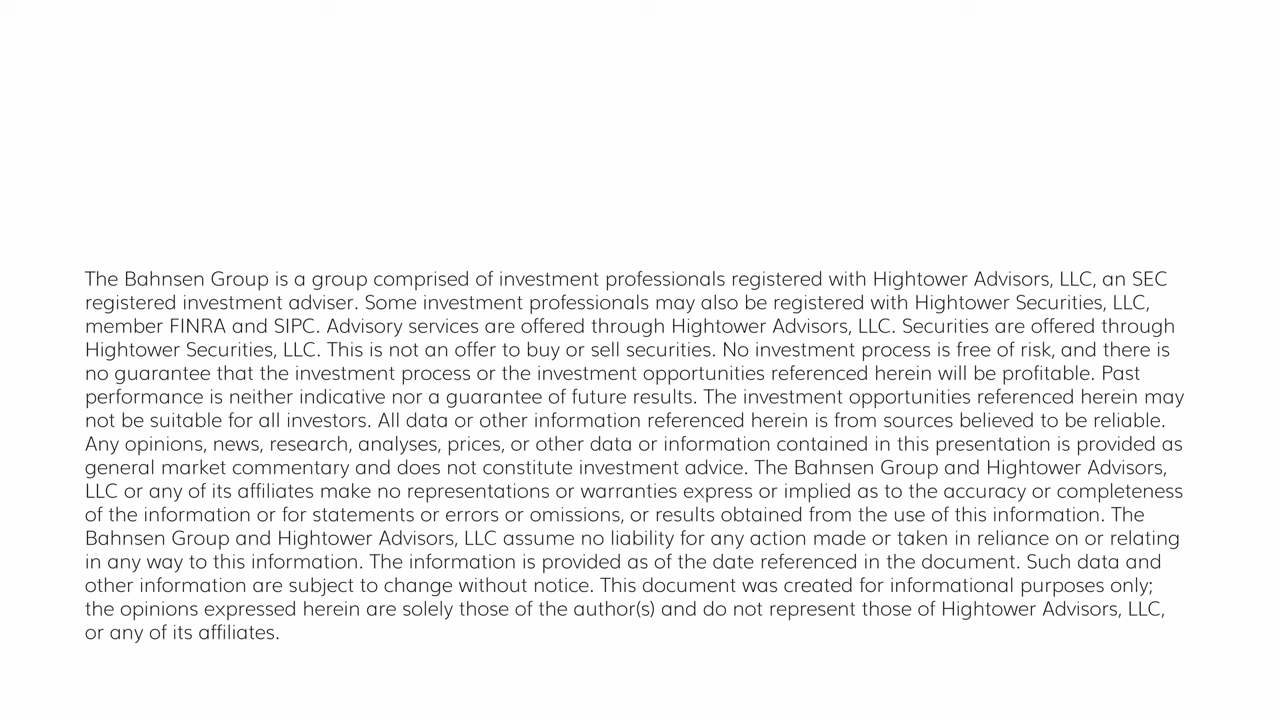 The Bahnsen Group is a group comprised of investment professionals registered with Hightower Advisors, LLC, an SEC
registered investment adviser. Some investment professionals may also be registered with Hightower Securities, LLC,
member FINRA and SIPC. Advisory services are offered through Hightower Advisors, LLC. Securities are offered through
Hightower Securities, LLC. This is not an offer to buy or sell securities. No investment process is free of risk, and there is
no guarantee that the investment process or the investment opportunities referenced herein will be profitable. Past
performance is neither indicative nor a guarantee of future results. The investment opportunities referenced herein may
not be suitable for all investors. All data or other information referenced herein is from sources believed to be reliable.
Any opinions, news, research, analyses, prices, or other data or information contained in this presentation is provided as
general market commentary and does not constitute investment advice. The Bahnsen Group and Hightower Advisors,
LLC or any of its affiliates make no representations or warranties express or implied as to the accuracy or completeness
of the information or for statements or errors or omissions, or results obtained from the use of this information. The
Bahnsen Group and Hightower Advisors, LLC assume no liability for any action made or taken in reliance on or relating
in any way to this information. The information is provided as of the date referenced in the document. Such data and
other information are subject to change without notice. This document was created for informational purposes only;
the opinions expressed herein are solely those of the author(s) and do not represent those of Hightower Advisors, LLC,
or any of its affiliates.